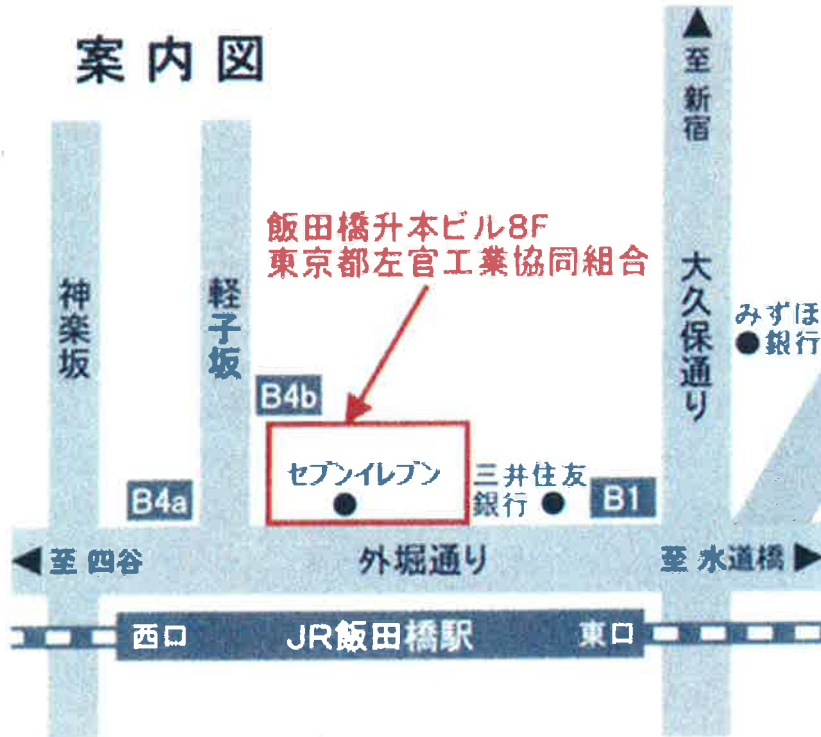 案内図
▲至 新宿
飯田橋升本ビル8F
東京都左官工業協同組合
神楽坂
軽子坂
大久保通り
みずほ
●銀行
B4b
セブンイレブン
三井住友
銀行 ●
B1
B4a
◀至 四谷
外堀通り
至 水道橋▶
西口
JR飯田橋駅
東口